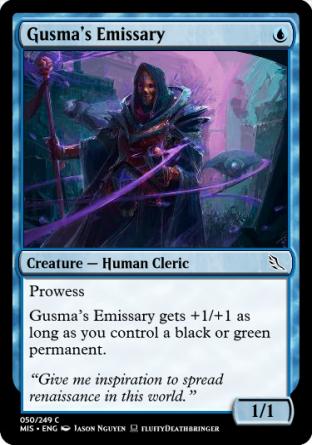 Gusma's Emissary
Creature — Human Cleric
Prowess
Gusma's Emissary gets +1/+1 as
long as you control a black or green
permanent.
"Give me inspiration to spread
renaissance in this world."
1/1
050/249 C
MIS • ENG Jason Nguyen fluityDeathbringer